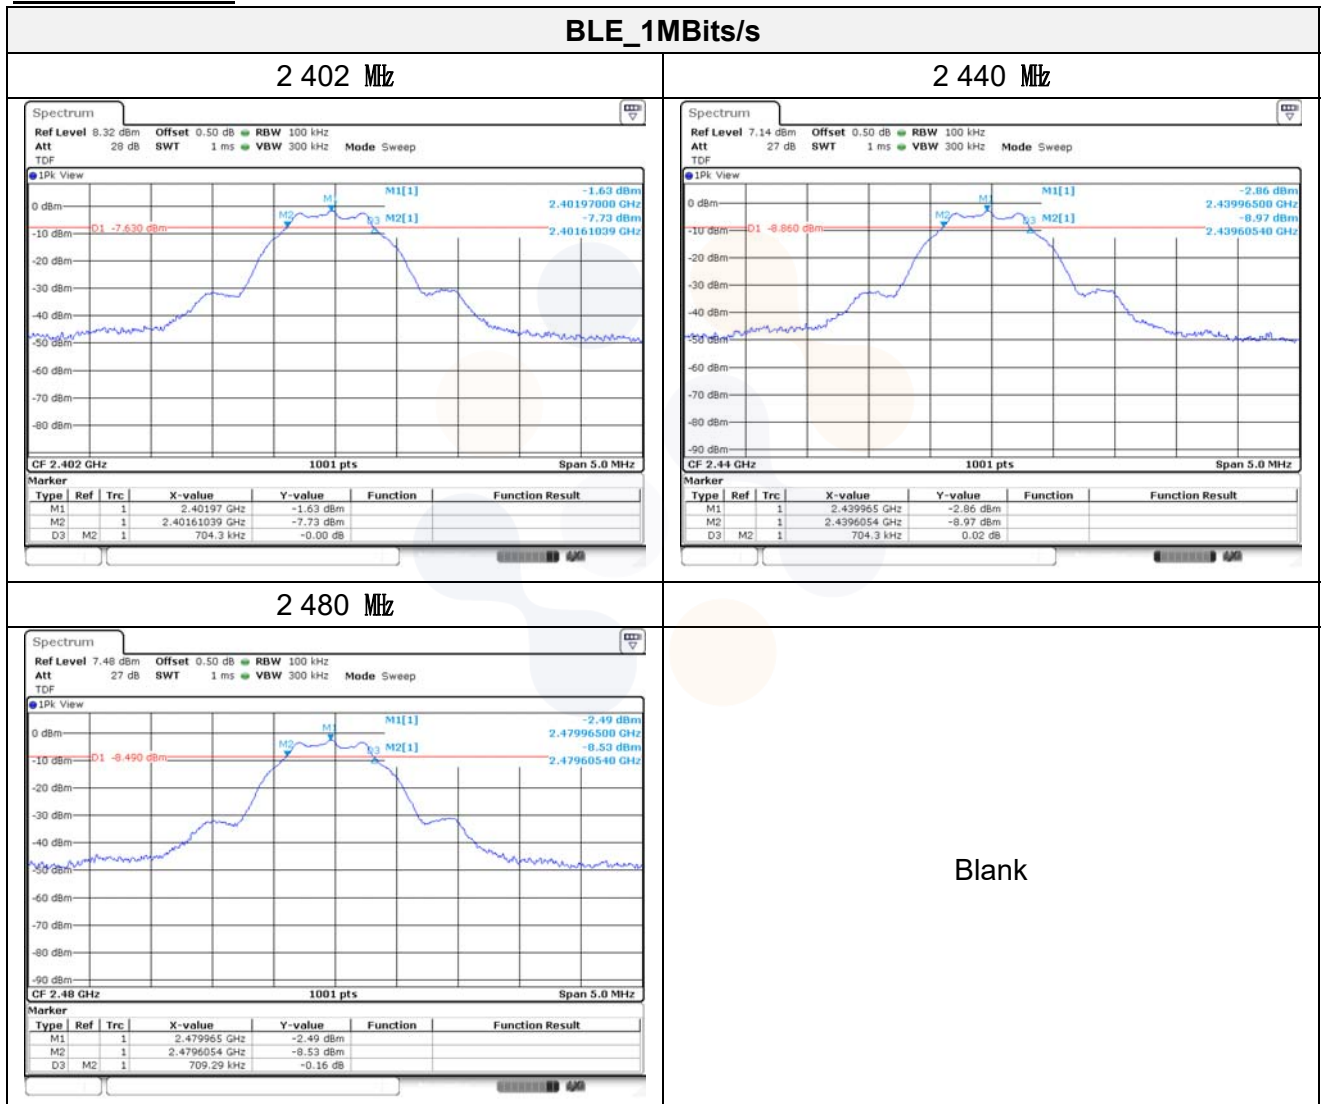 BLE_1MBits/s
2 402 ㎒
2 440 ㎒
Spectrum
Ref Level 8.32 dBm Offset 0.50 dB RBW 100 kHz
Att 28 dB SWT 1 ms VBW 300 kHz Mode Sweep
TDF
1Pk View
M1[1] -1.63 dBm
2.40197000 GHz
M2[1] -7.73 dBm
2.40161039 GHz
M1
M2
D3
D1 -7.630 dBm
0 dBm
-10 dBm
-20 dBm
-30 dBm
-40 dBm
-50 dBm
-60 dBm
-70 dBm
-80 dBm
CF 2.402 GHz 1001 pts Span 5.0 MHz
Marker
Type Ref Trc X-value Y-value Function Function Result
M1 1 2.40197 GHz -1.63 dBm
M2 1 2.40161039 GHz -7.73 dBm
D3 M2 1 704.3 kHz -0.00 dB
Spectrum
Ref Level 7.14 dBm Offset 0.50 dB RBW 100 kHz
Att 27 dB SWT 1 ms VBW 300 kHz Mode Sweep
TDF
1Pk View
M1[1] -2.86 dBm
2.43996500 GHz
M2[1] -8.97 dBm
2.43960540 GHz
M1
M2
D3
D1 -8.860 dBm
0 dBm
-10 dBm
-20 dBm
-30 dBm
-40 dBm
-50 dBm
-60 dBm
-70 dBm
-80 dBm
-90 dBm
CF 2.44 GHz 1001 pts Span 5.0 MHz
Marker
Type Ref Trc X-value Y-value Function Function Result
M1 1 2.439965 GHz -2.86 dBm
M2 1 2.4396054 GHz -8.97 dBm
D3 M2 1 704.3 kHz 0.02 dB
2 480 ㎒
Spectrum
Ref Level 7.48 dBm Offset 0.50 dB RBW 100 kHz
Att 27 dB SWT 1 ms VBW 300 kHz Mode Sweep
TDF
1Pk View
M1[1] -2.49 dBm
2.47996500 GHz
M2[1] -8.53 dBm
2.47960540 GHz
M1
M2
D3
D1 -8.490 dBm
0 dBm
-10 dBm
-20 dBm
-30 dBm
-40 dBm
-50 dBm
-60 dBm
-70 dBm
-80 dBm
-90 dBm
CF 2.48 GHz 1001 pts Span 5.0 MHz
Marker
Type Ref Trc X-value Y-value Function Function Result
M1 1 2.479965 GHz -2.49 dBm
M2 1 2.4796054 GHz -8.53 dBm
D3 M2 1 709.29 kHz -0.16 dB
Blank